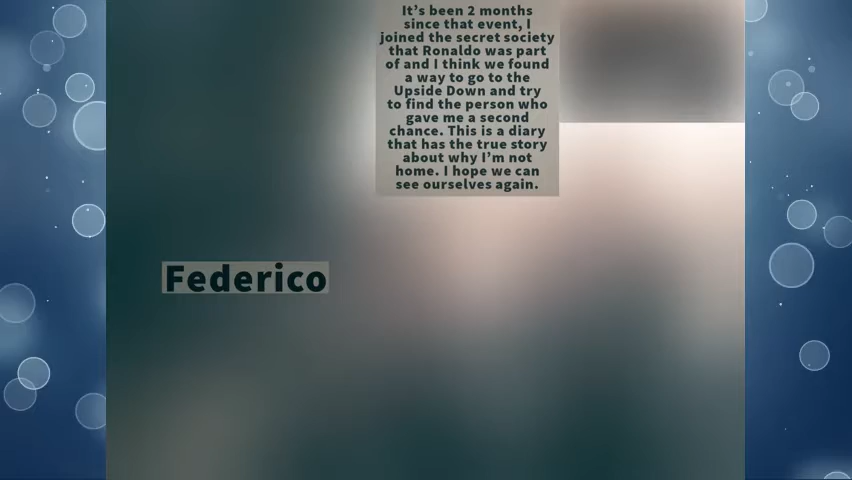 It’s been 2 months
since that event, I
joined the secret society
that Ronaldo was part
of and I think we found
a way to go to the
Upside Down and try
to find the person who
gave me a second
chance. This is a diary
that has the true story
about why I’m not
home. I hope we can
see ourselves again.
Federico